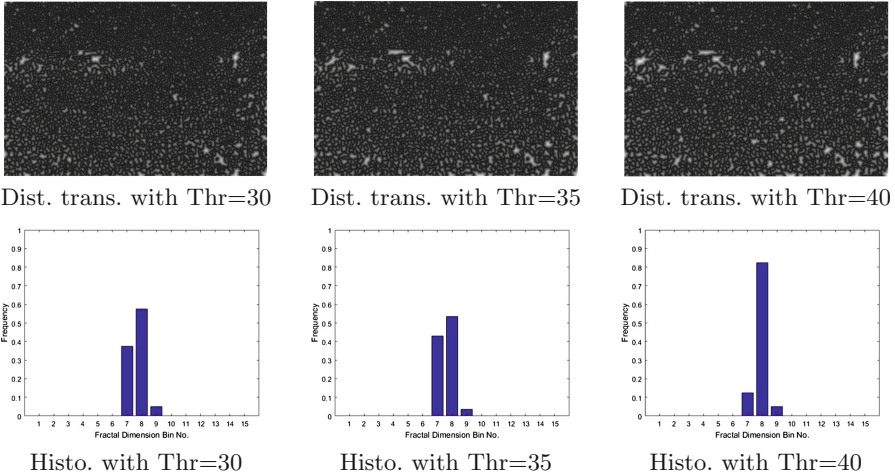 Dist. trans. with Thr=30
Dist. trans. with Thr=35
Dist. trans. with Thr=40
1
0.9
0.8
0.7
0.6
0.5
0.4
0.3
0.2
0.1
0
Frequency
1 2 3 4 5 6 7 8 9 10 11 12 13 14 15
Fractal Dimension Bin No.
1
0.9
0.8
0.7
0.6
0.5
0.4
0.3
0.2
0.1
0
Frequency
1 2 3 4 5 6 7 8 9 10 11 12 13 14 15
Fractal Dimension Bin No.
1
0.9
0.8
0.7
0.6
0.5
0.4
0.3
0.2
0.1
0
Frequency
1 2 3 4 5 6 7 8 9 10 11 12 13 14 15
Fractal Dimension Bin No.
Histo. with Thr=30
Histo. with Thr=35
Histo. with Thr=40